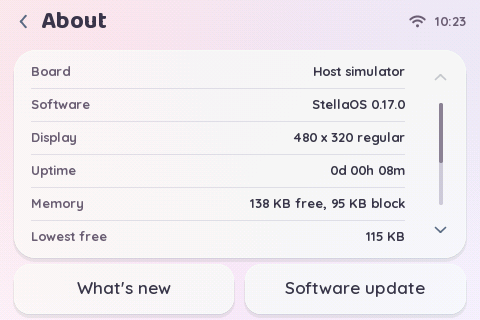 About
10:23
Board Host simulator
Software StellaOS 0.17.0
Display 480 x 320 regular
Uptime 0d 00h 08m
Memory 138 KB free, 95 KB block
Lowest free 115 KB
What's new Software update